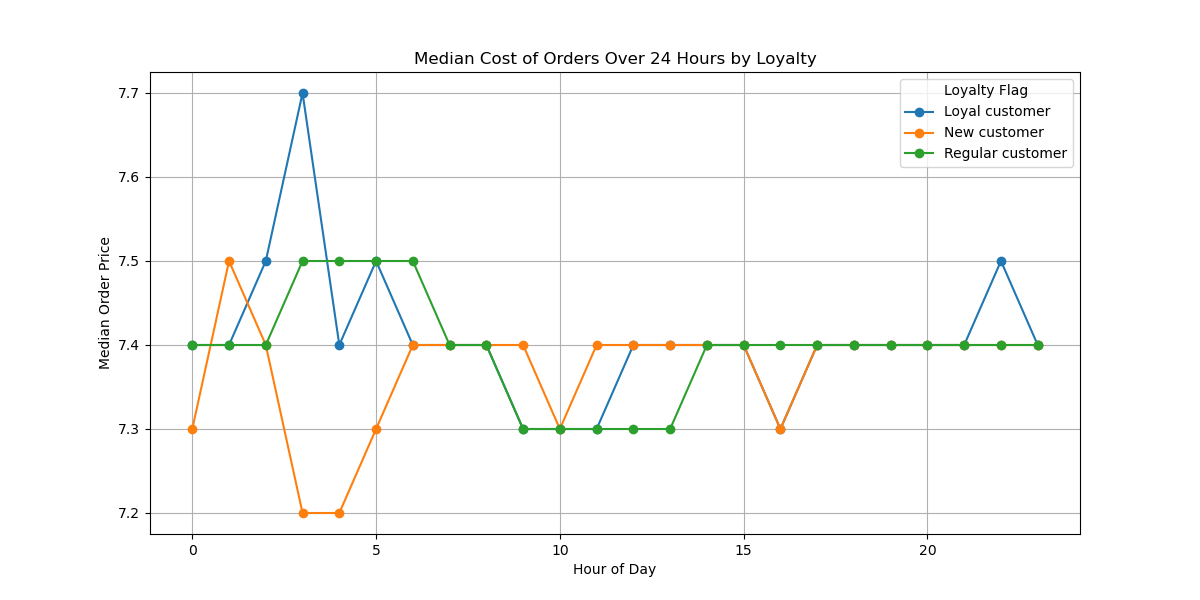 Median Cost of Orders Over 24 Hours by Loyalty
Loyalty Flag
Loyal customer
New customer
Regular customer
Median Order Price
7.7
7.6
7.5
7.4
7.3
7.2
0 5 10 15 20
Hour of Day